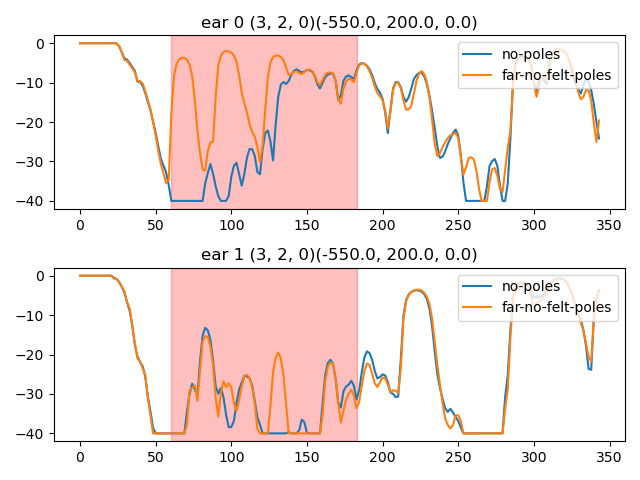 ear 0 (3, 2, 0)(-550.0, 200.0, 0.0)
0
−10
−20
−30
−40
no-poles
far-no-felt-poles
0 50 100 150 200 250 300 350
ear 1 (3, 2, 0)(-550.0, 200.0, 0.0)
0
−10
−20
−30
−40
no-poles
far-no-felt-poles
0 50 100 150 200 250 300 350